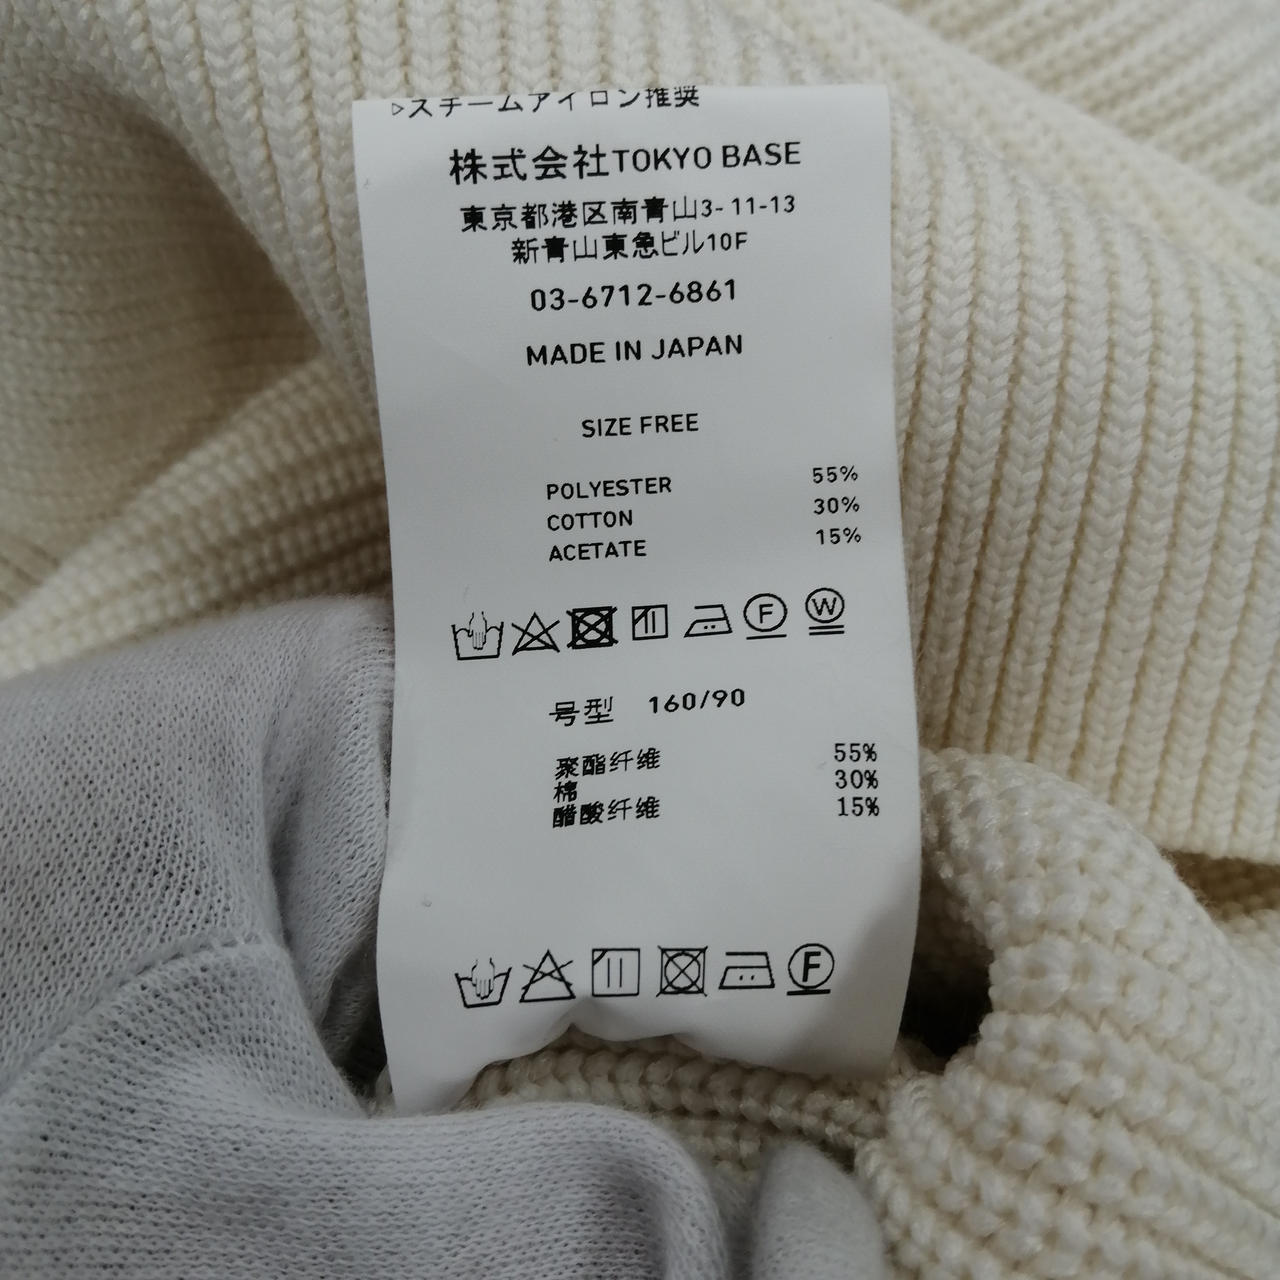 ▷スチームアイロン推奨
株式会社TOKYO BASE
東京都港区南青山3-11-13
新青山東急ビル10F
03-6712-6861
MADE IN JAPAN
SIZE FREE
POLYESTER 55%
COTTON 30%
ACETATE 15%
F W
号型 160/90
聚酯纤维 55%
棉 30%
醋酸纤维 15%
F